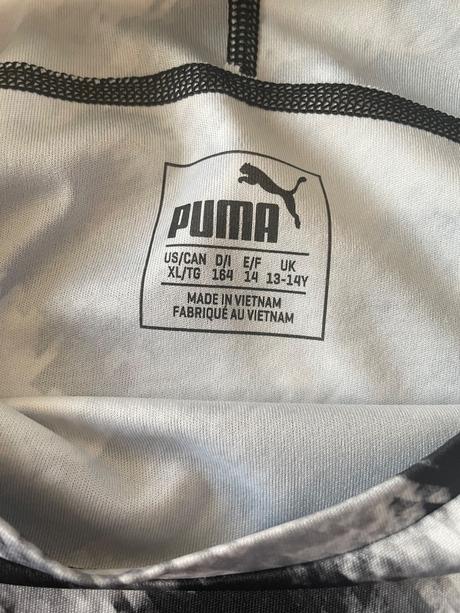 PUMA
US/CAN D/I E/F UK
XL/TG 164 14 13-14Y
MADE IN VIETNAM
FABRIQUÉ AU VIETNAM